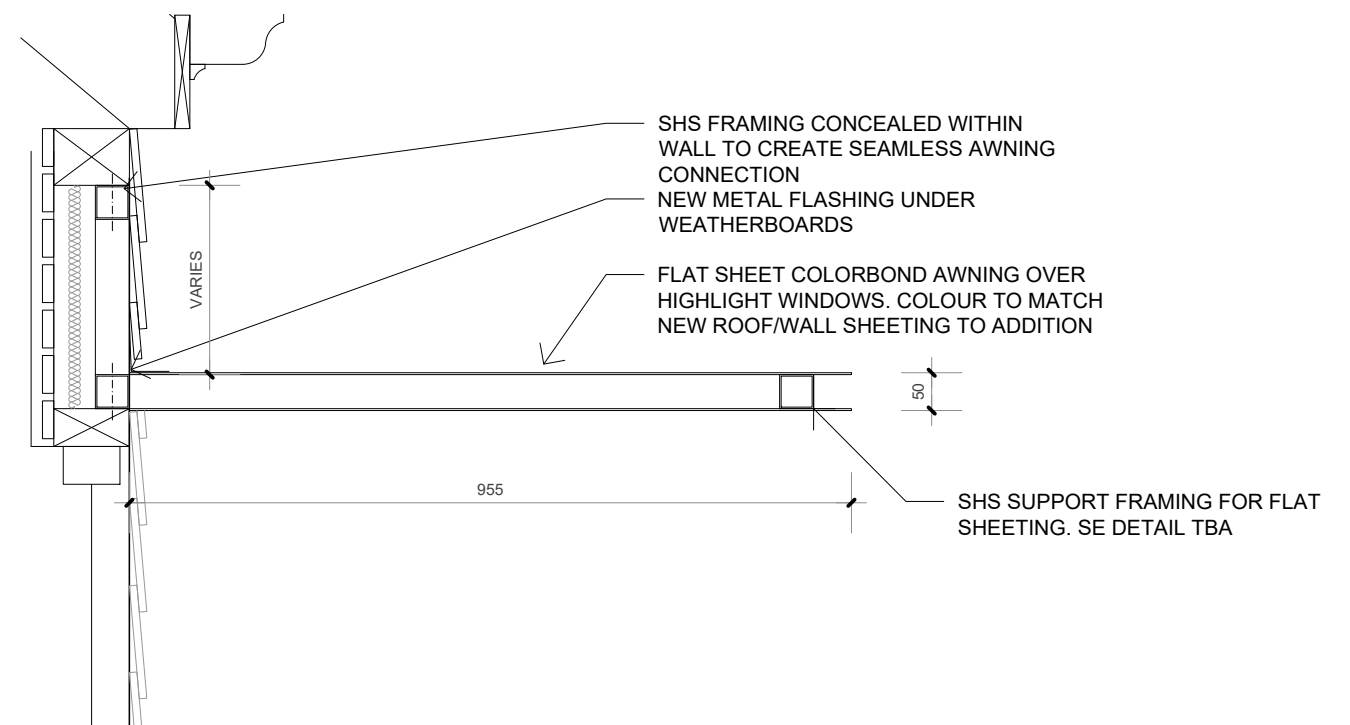 SHS FRAMING CONCEALED WITHIN
WALL TO CREATE SEAMLESS AWNING
CONNECTION
NEW METAL FLASHING UNDER
WEATHERBOARDS
FLAT SHEET COLORBOND AWNING OVER
HIGHLIGHT WINDOWS. COLOUR TO MATCH
NEW ROOF/WALL SHEETING TO ADDITION
VARIES
50
955
SHS SUPPORT FRAMING FOR FLAT
SHEETING. SE DETAIL TBA